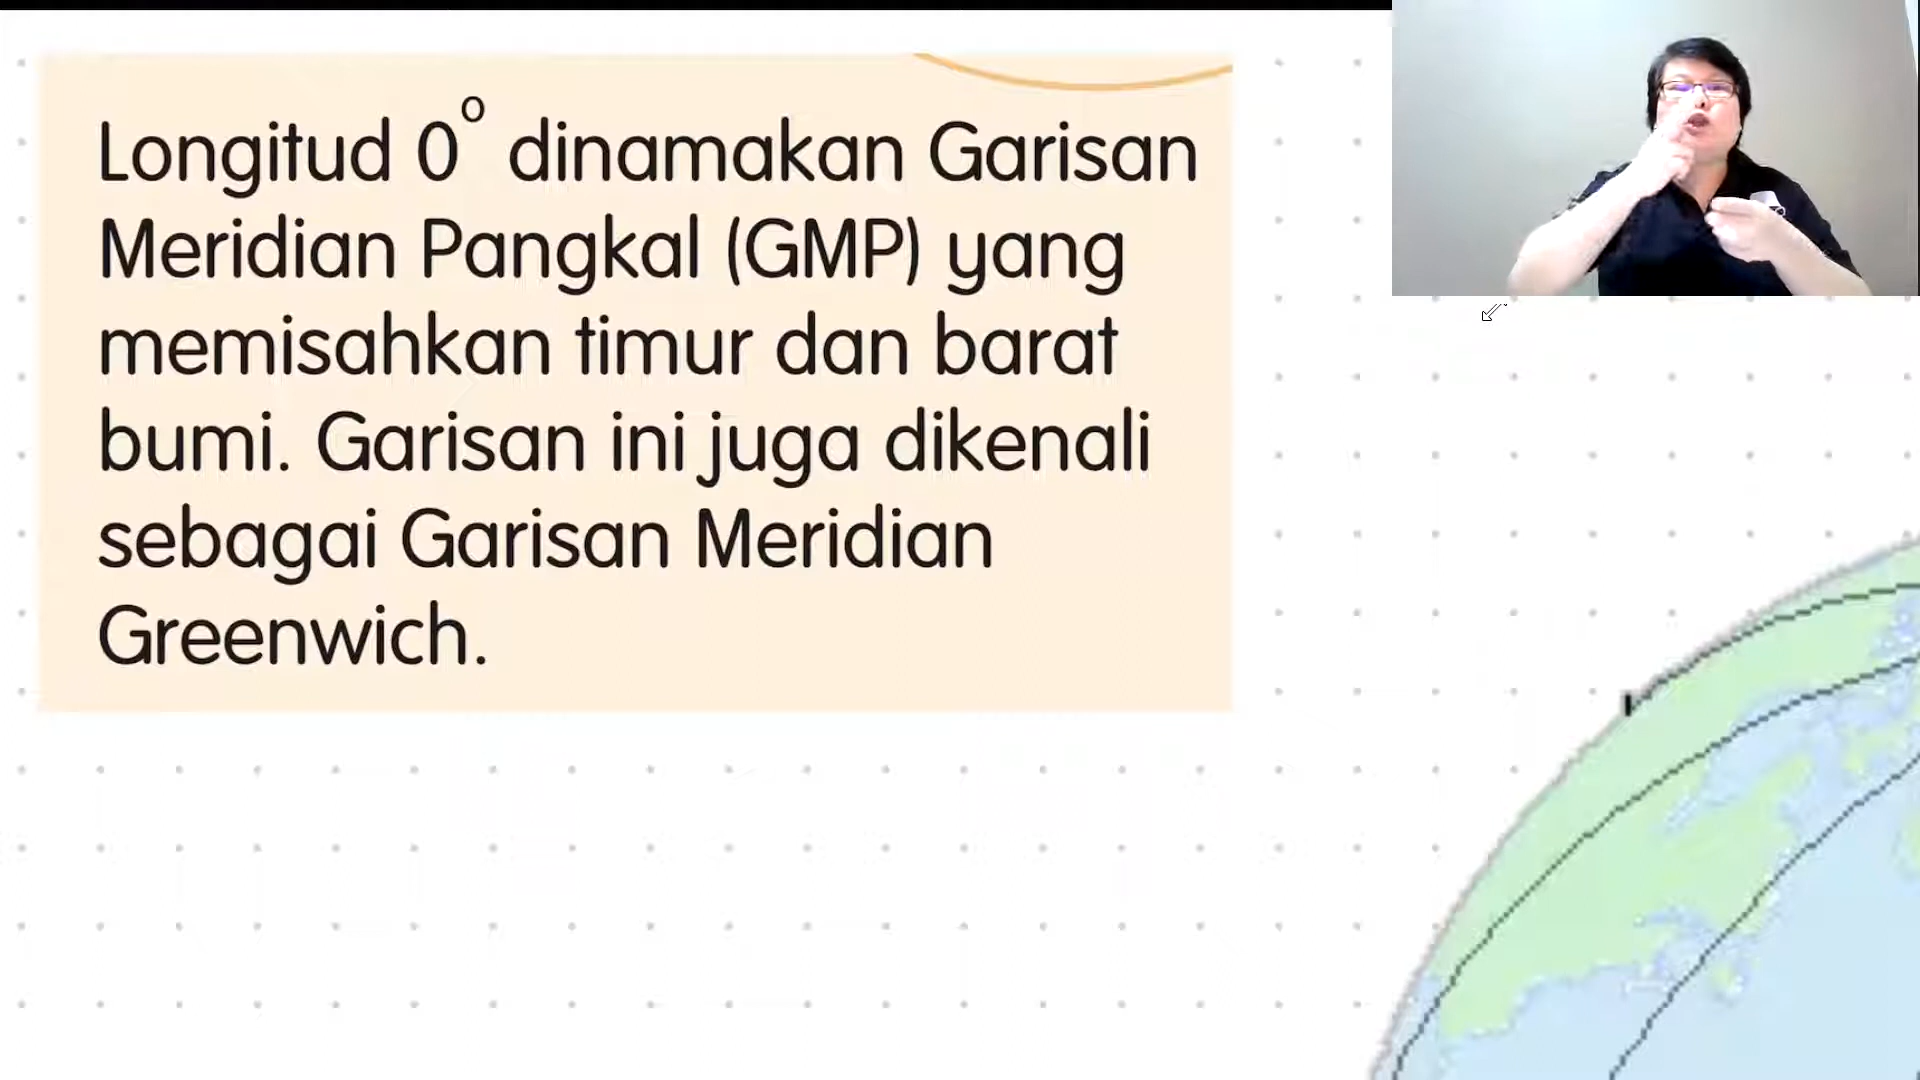 Longitud 0° dinamakan Garisan
Meridian Pangkal (GMP) yang
memisahkan timur dan barat
bumi. Garisan ini juga dikenali
sebagai Garisan Meridian
Greenwich.